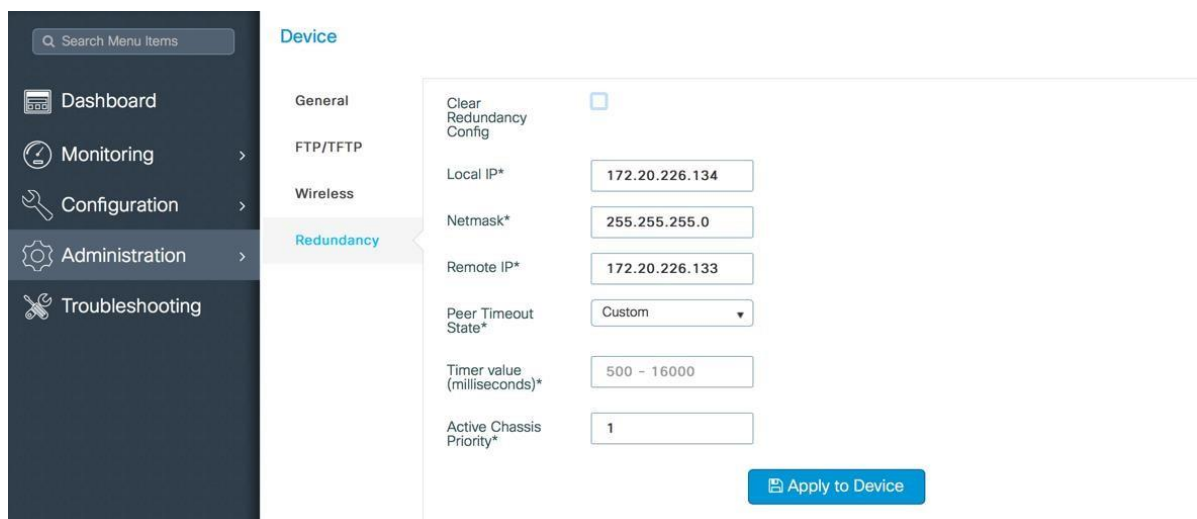 Search Menu Items
Dashboard
Monitoring
Configuration
Administration
Troubleshooting
Device
General
FTP/TFTP
Wireless
Redundancy
Clear
Redundancy
Config
Local IP*
172.20.226.134
Netmask*
255.255.255.0
Remote IP*
172.20.226.133
Peer Timeout
State*
Custom
Timer value
(milliseconds)*
500 - 16000
Active Chassis
Priority*
1
Apply to Device